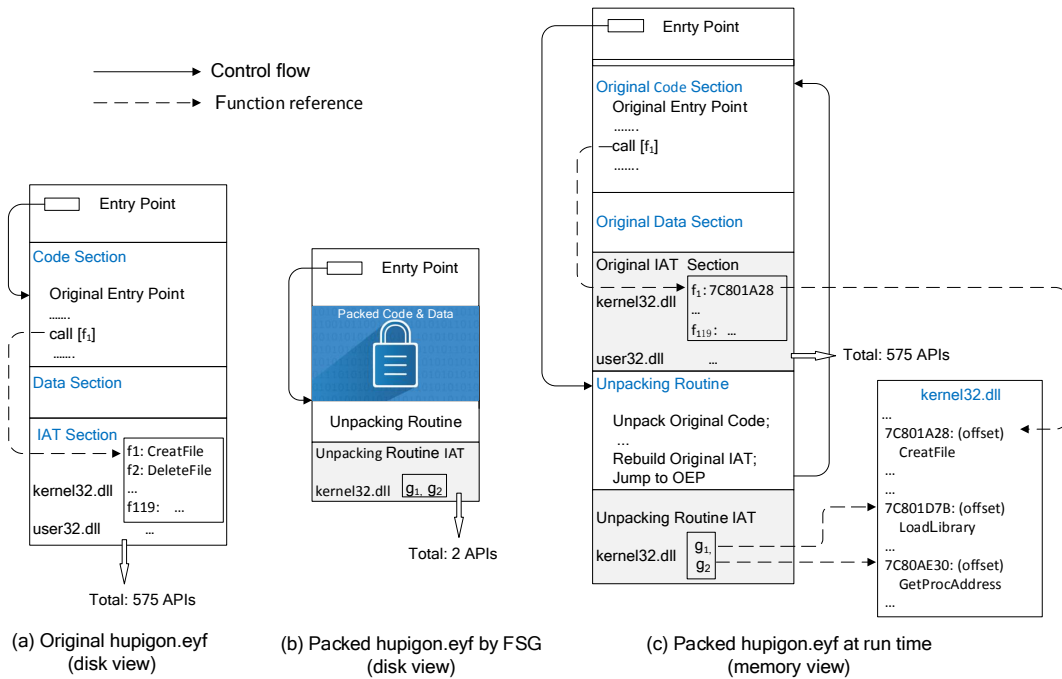 Control flow
Function reference
Entry Point
Code Section
Original Entry Point
.......
call [f₁]
.......
Data Section
IAT Section
f1: CreatFile
f2: DeleteFile
...
f119: ...
kernel32.dll
user32.dll ...
Total: 575 APIs
(a) Original hupigon.eyf
(disk view)
Enrty Point
Packed Code & Data
Unpacking Routine
Unpacking Routine IAT
kernel32.dll g₁, g₂
Total: 2 APIs
(b) Packed hupigon.eyf by FSG
(disk view)
Enrty Point
Original Code Section
Original Entry Point
.......
call [f₁]
.......
Original Data Section
Original IAT Section
kernel32.dll
f₁:7C801A28
...
f₁₁₉: ...
user32.dll ...
Total: 575 APIs
Unpacking Routine
Unpack Original Code;
...
Rebuild Original IAT;
Jump to OEP
Unpacking Routine IAT
kernel32.dll
g₁,
g₂
kernel32.dll
...
7C801A28: (offset)
CreatFile
...
...
7C801D7B: (offset)
LoadLibrary
...
7C80AE30: (offset)
GetProcAddress
...
(c) Packed hupigon.eyf at run time
(memory view)